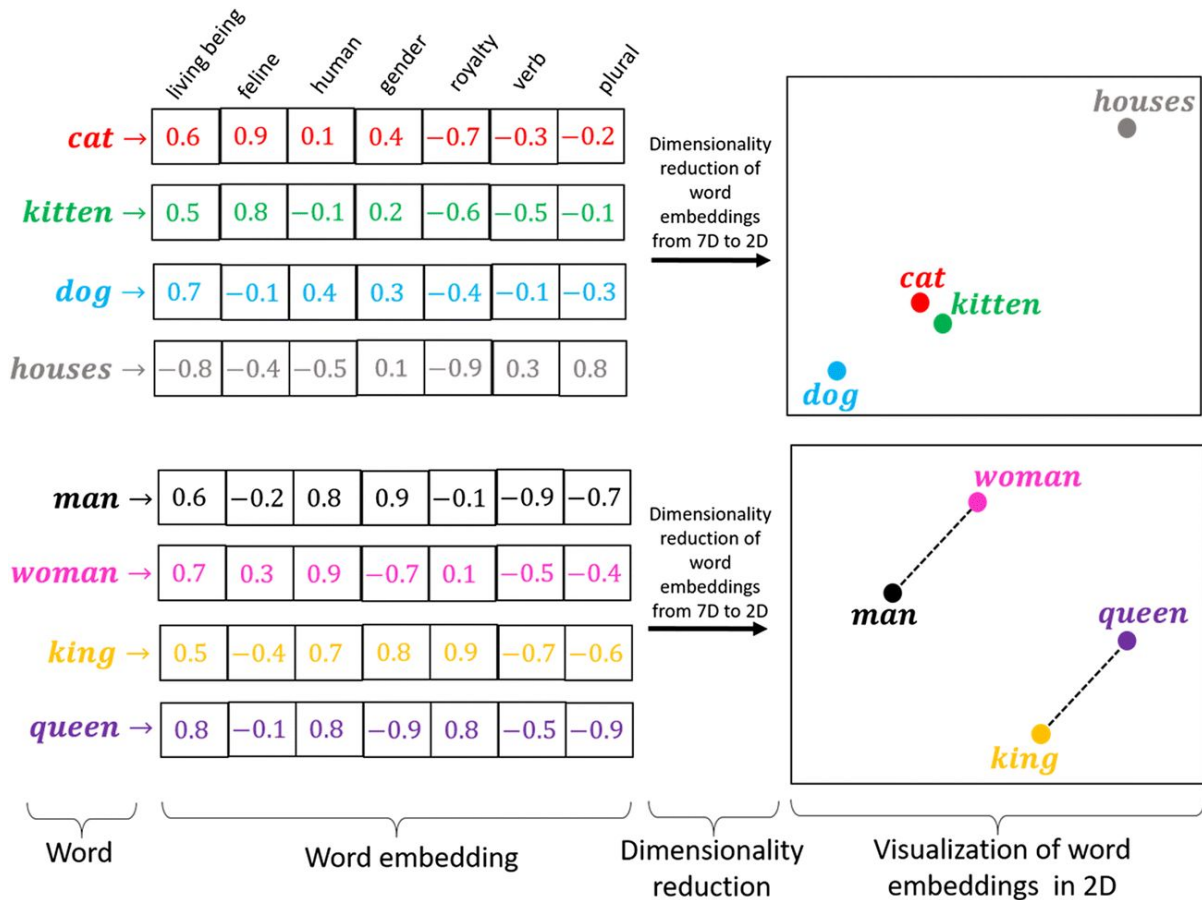 living being feline human gender royalty verb plural
cat → 0.6 0.9 0.1 0.4 −0.7 −0.3 −0.2
kitten → 0.5 0.8 −0.1 0.2 −0.6 −0.5 −0.1
dog → 0.7 −0.1 0.4 0.3 −0.4 −0.1 −0.3
houses → −0.8 −0.4 −0.5 0.1 −0.9 0.3 0.8
Dimensionality
reduction of
word
embeddings
from 7D to 2D
houses
cat
kitten
dog
man → 0.6 −0.2 0.8 0.9 −0.1 −0.9 −0.7
woman → 0.7 0.3 0.9 −0.7 0.1 −0.5 −0.4
king → 0.5 −0.4 0.7 0.8 0.9 −0.7 −0.6
queen → 0.8 −0.1 0.8 −0.9 0.8 −0.5 −0.9
Dimensionality
reduction of
word
embeddings
from 7D to 2D
woman
man
queen
king
Word
Word embedding
Dimensionality
reduction
Visualization of word
embeddings in 2D